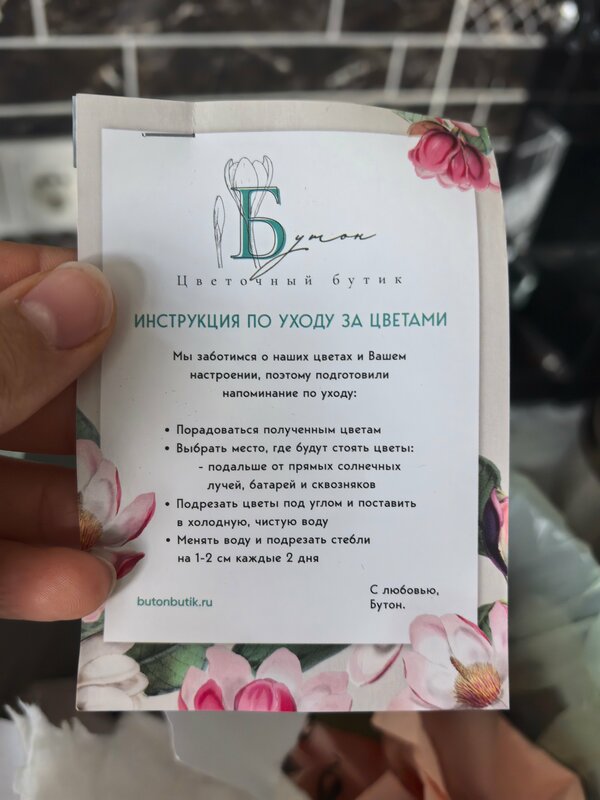 Бутон
Цветочный бутик
ИНСТРУКЦИЯ ПО УХОДУ ЗА ЦВЕТАМИ
Мы заботимся о наших цветах и Вашем
настроении, поэтому подготовили
напоминание по уходу:
• Порадоваться полученным цветам
• Выбрать место, где будут стоять цветы:
- подальше от прямых солнечных
лучей, батарей и сквозняков
• Подрезать цветы под углом и поставить
в холодную, чистую воду
• Менять воду и подрезать стебли
на 1-2 см каждые 2 дня
butonbutik.ru
С любовью,
Бутон.